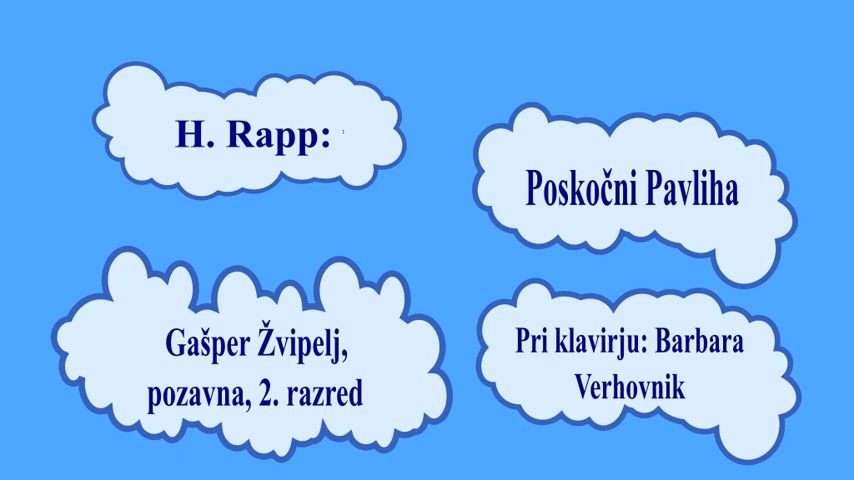 H. Rapp:
Poskočni Pavliha
Gašper Žvipelj,
pozavna, 2. razred
Pri klavirju: Barbara
Verhovnik